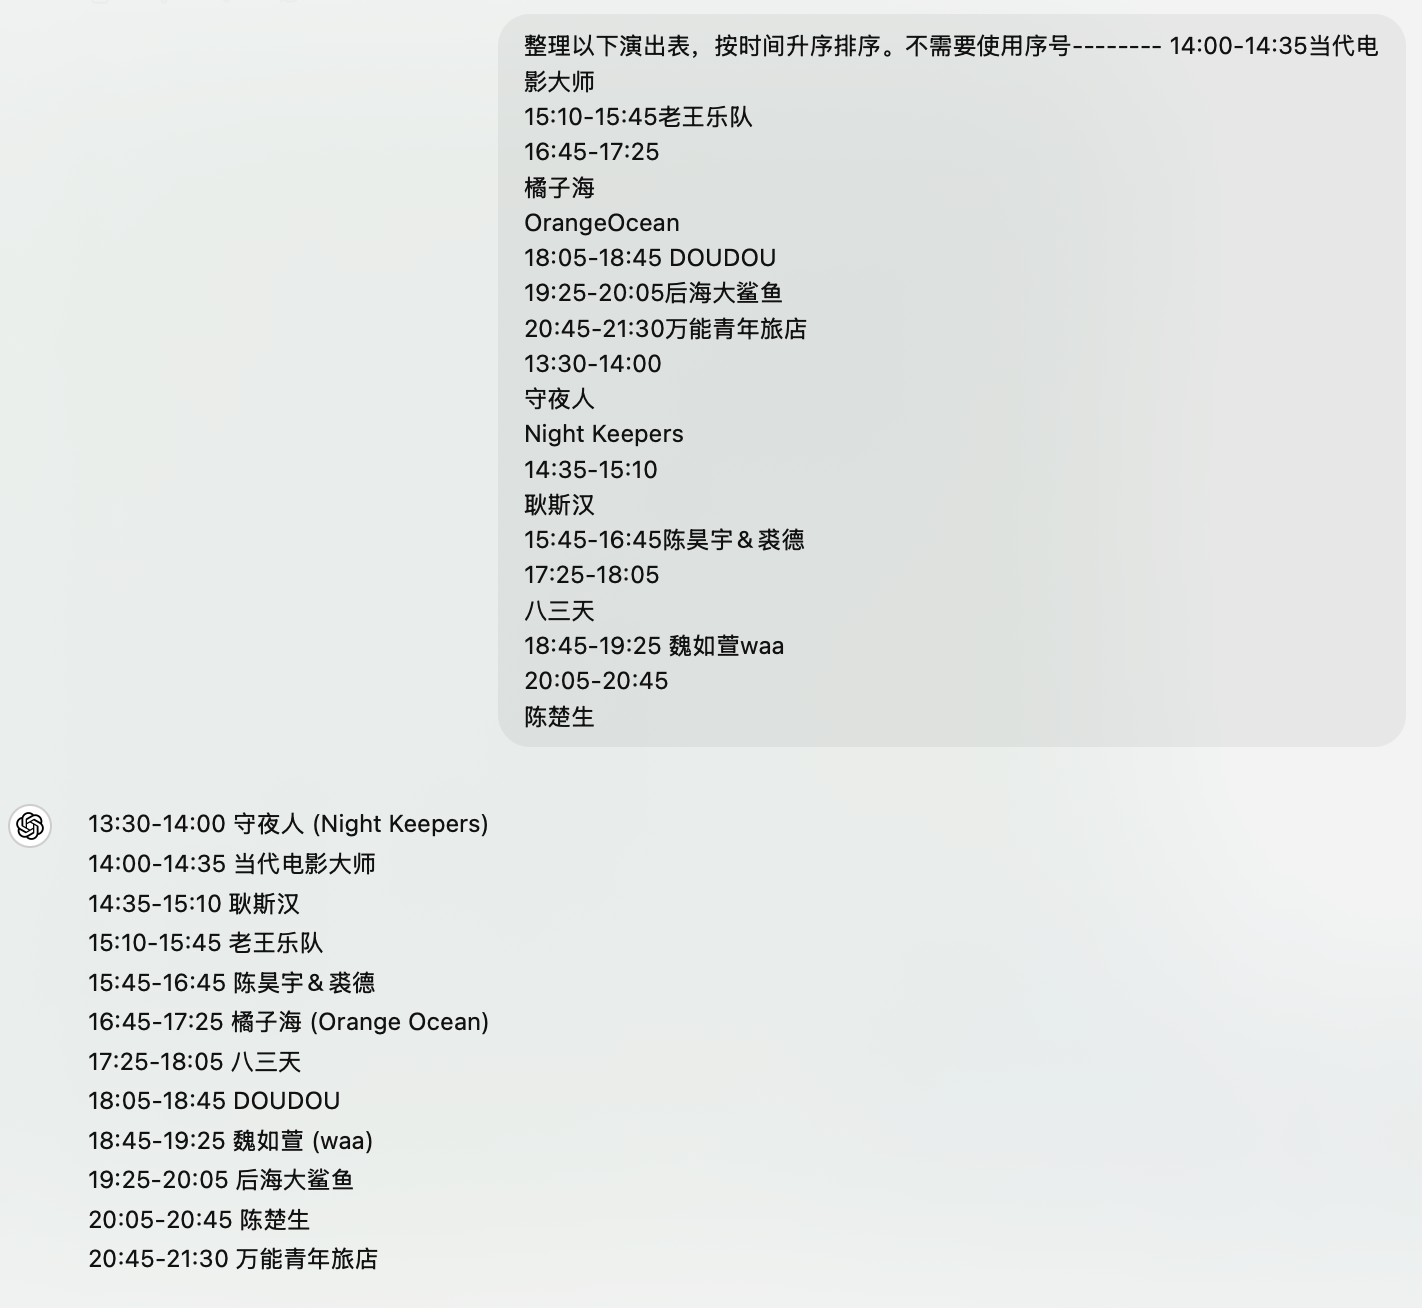 整理以下演出表，按时间升序排序。不需要使用序号-------- 14:00-14:35当代电
影大师
15:10-15:45老王乐队
16:45-17:25
橘子海
OrangeOcean
18:05-18:45 DOUDOU
19:25-20:05后海大鲨鱼
20:45-21:30万能青年旅店
13:30-14:00
守夜人
Night Keepers
14:35-15:10
耿斯汉
15:45-16:45陈昊宇＆裘德
17:25-18:05
八三天
18:45-19:25 魏如萱waa
20:05-20:45
陈楚生
13:30-14:00 守夜人 (Night Keepers)
14:00-14:35 当代电影大师
14:35-15:10 耿斯汉
15:10-15:45 老王乐队
15:45-16:45 陈昊宇＆裘德
16:45-17:25 橘子海 (Orange Ocean)
17:25-18:05 八三天
18:05-18:45 DOUDOU
18:45-19:25 魏如萱 (waa)
19:25-20:05 后海大鲨鱼
20:05-20:45 陈楚生
20:45-21:30 万能青年旅店